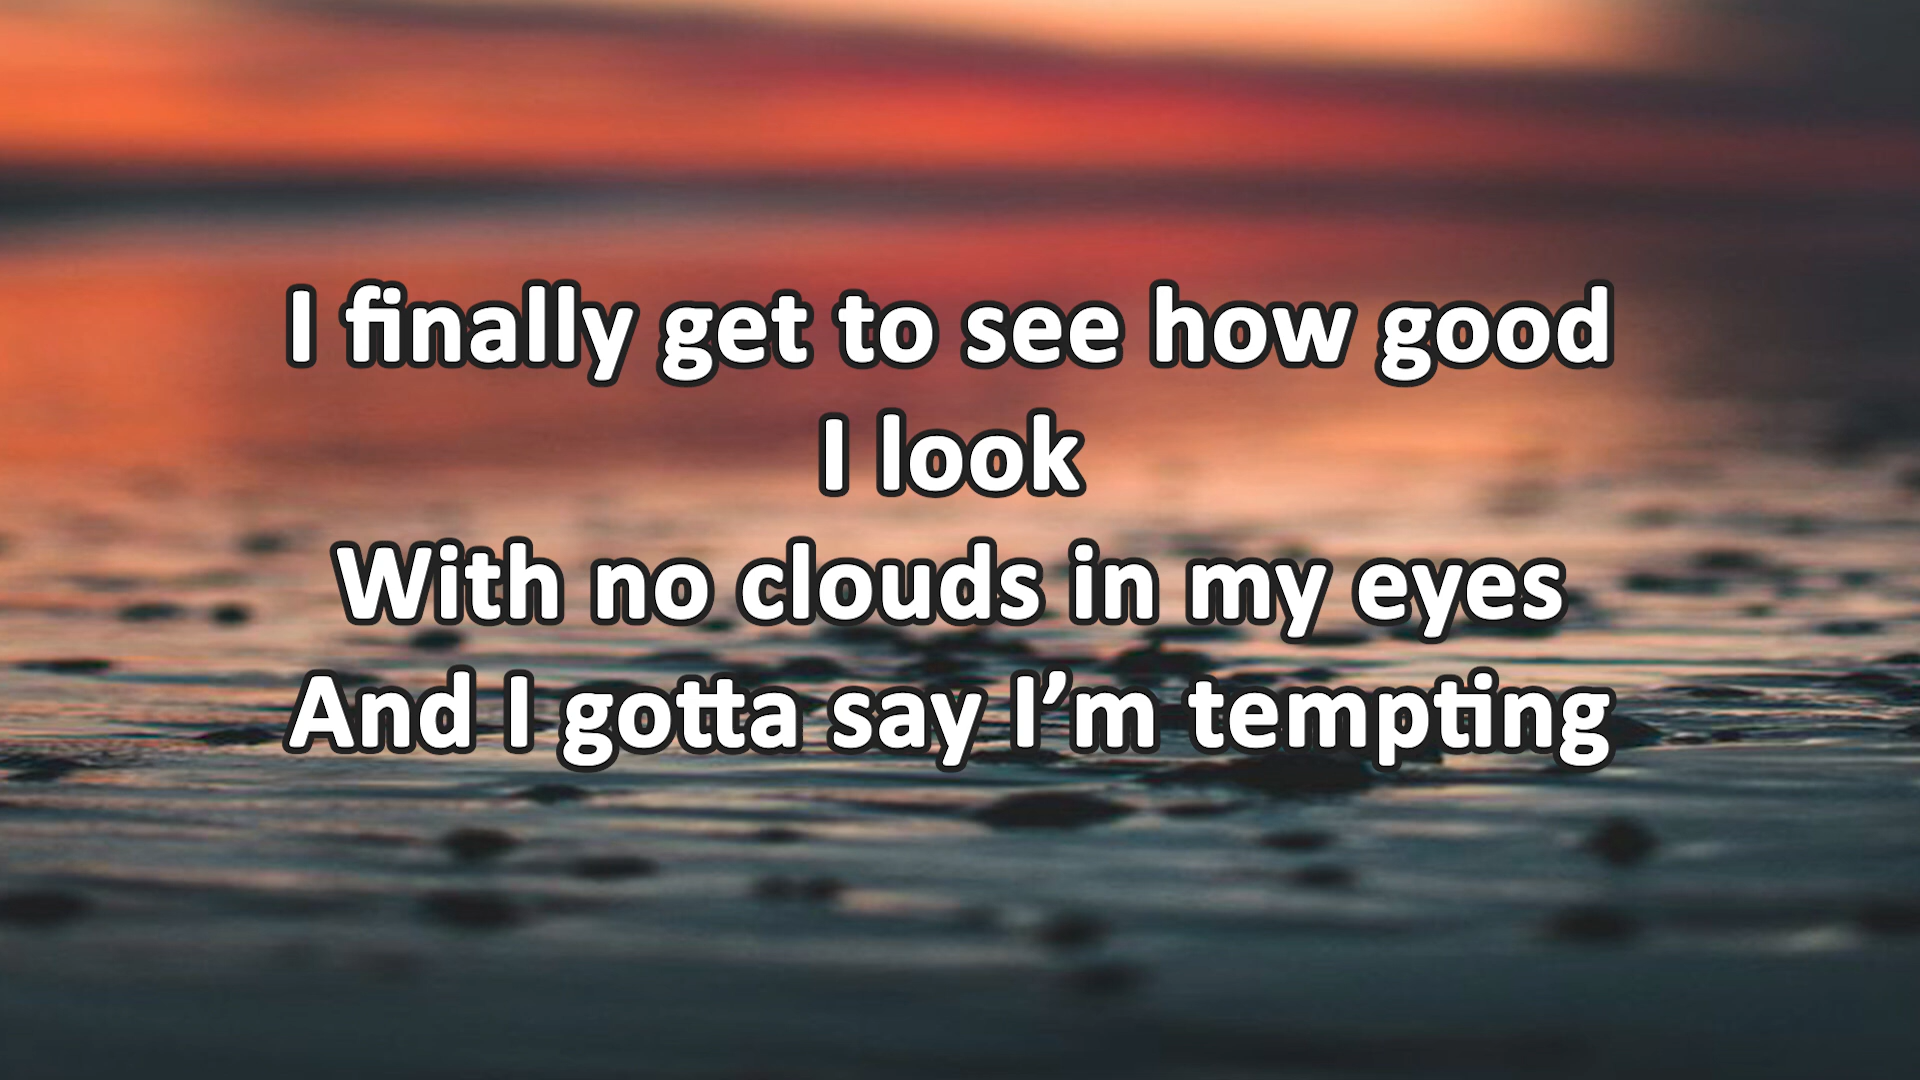 I finally get to see how good
I look
With no clouds in my eyes
And I gotta say I’m tempting